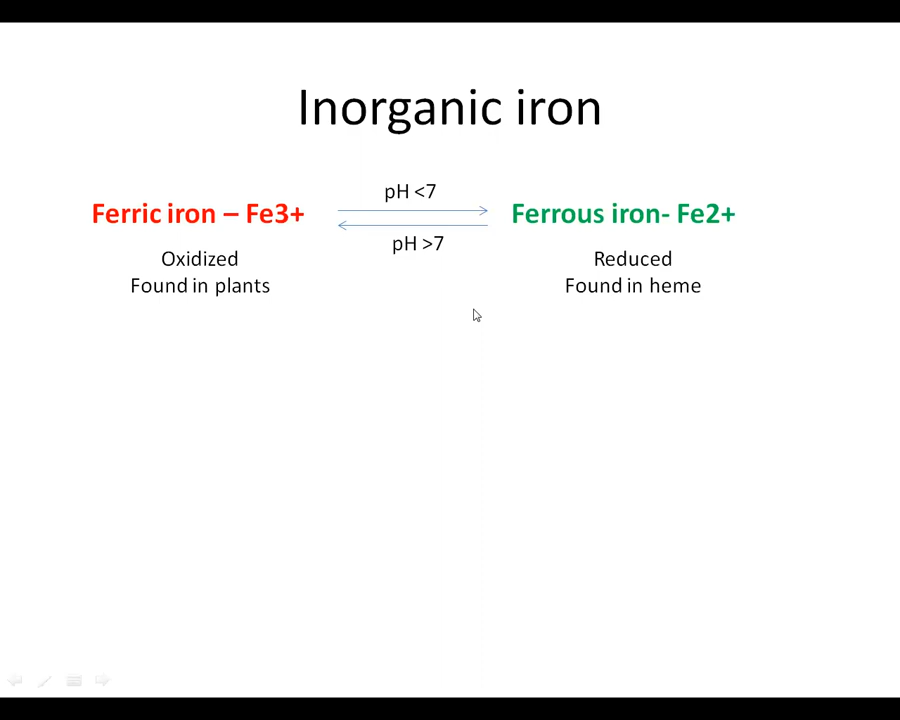 Inorganic iron
pH <7
Ferric iron – Fe3+
Ferrous iron- Fe2+
pH >7
Oxidized
Found in plants
Reduced
Found in heme